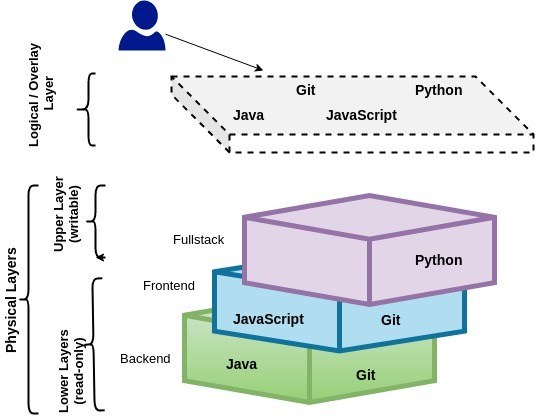 Logical / Overlay
Layer
Git
Python
Java
JavaScript
Physical Layers
Upper Layer
(writable)
Fullstack
Python
Frontend
JavaScript
Git
Lower Layers
(read-only)
Backend
Java
Git